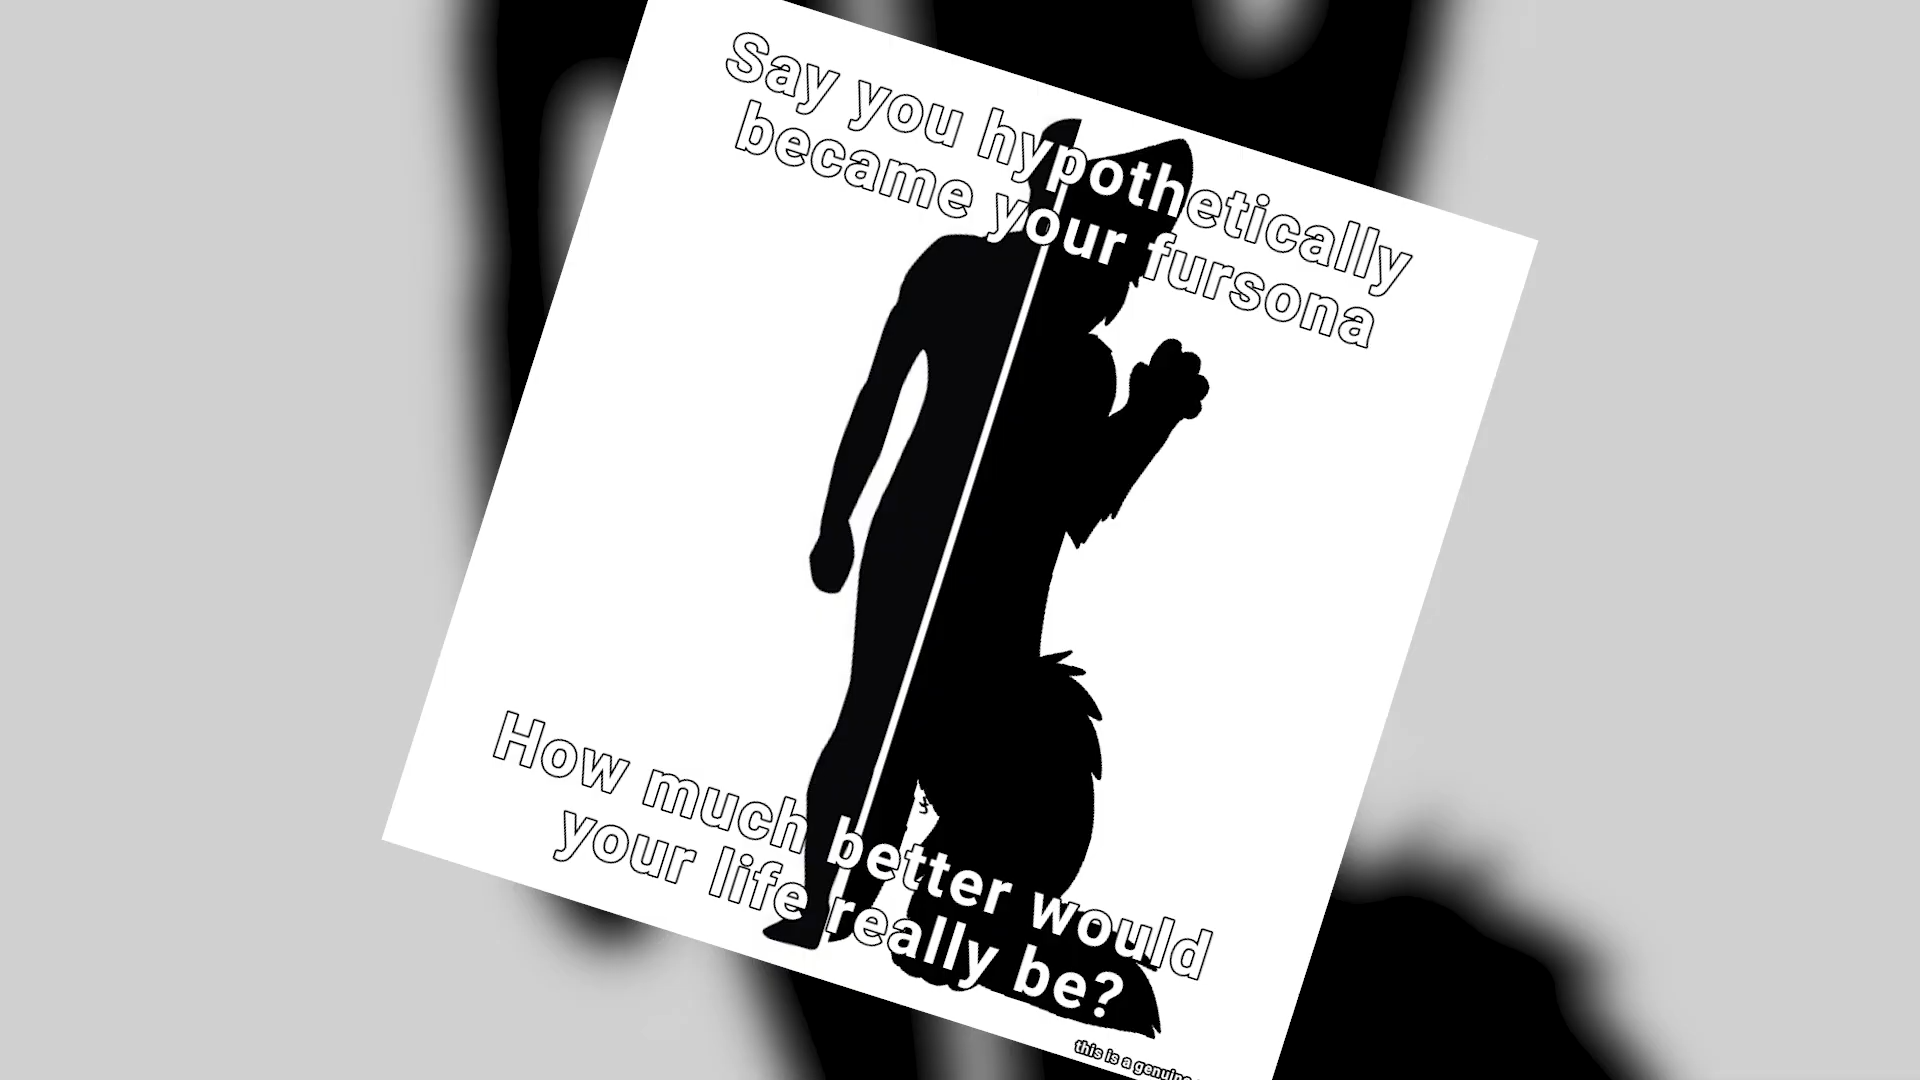 Say you hypothetically
became your fursona
How much better would
your life really be?
this is a genuine